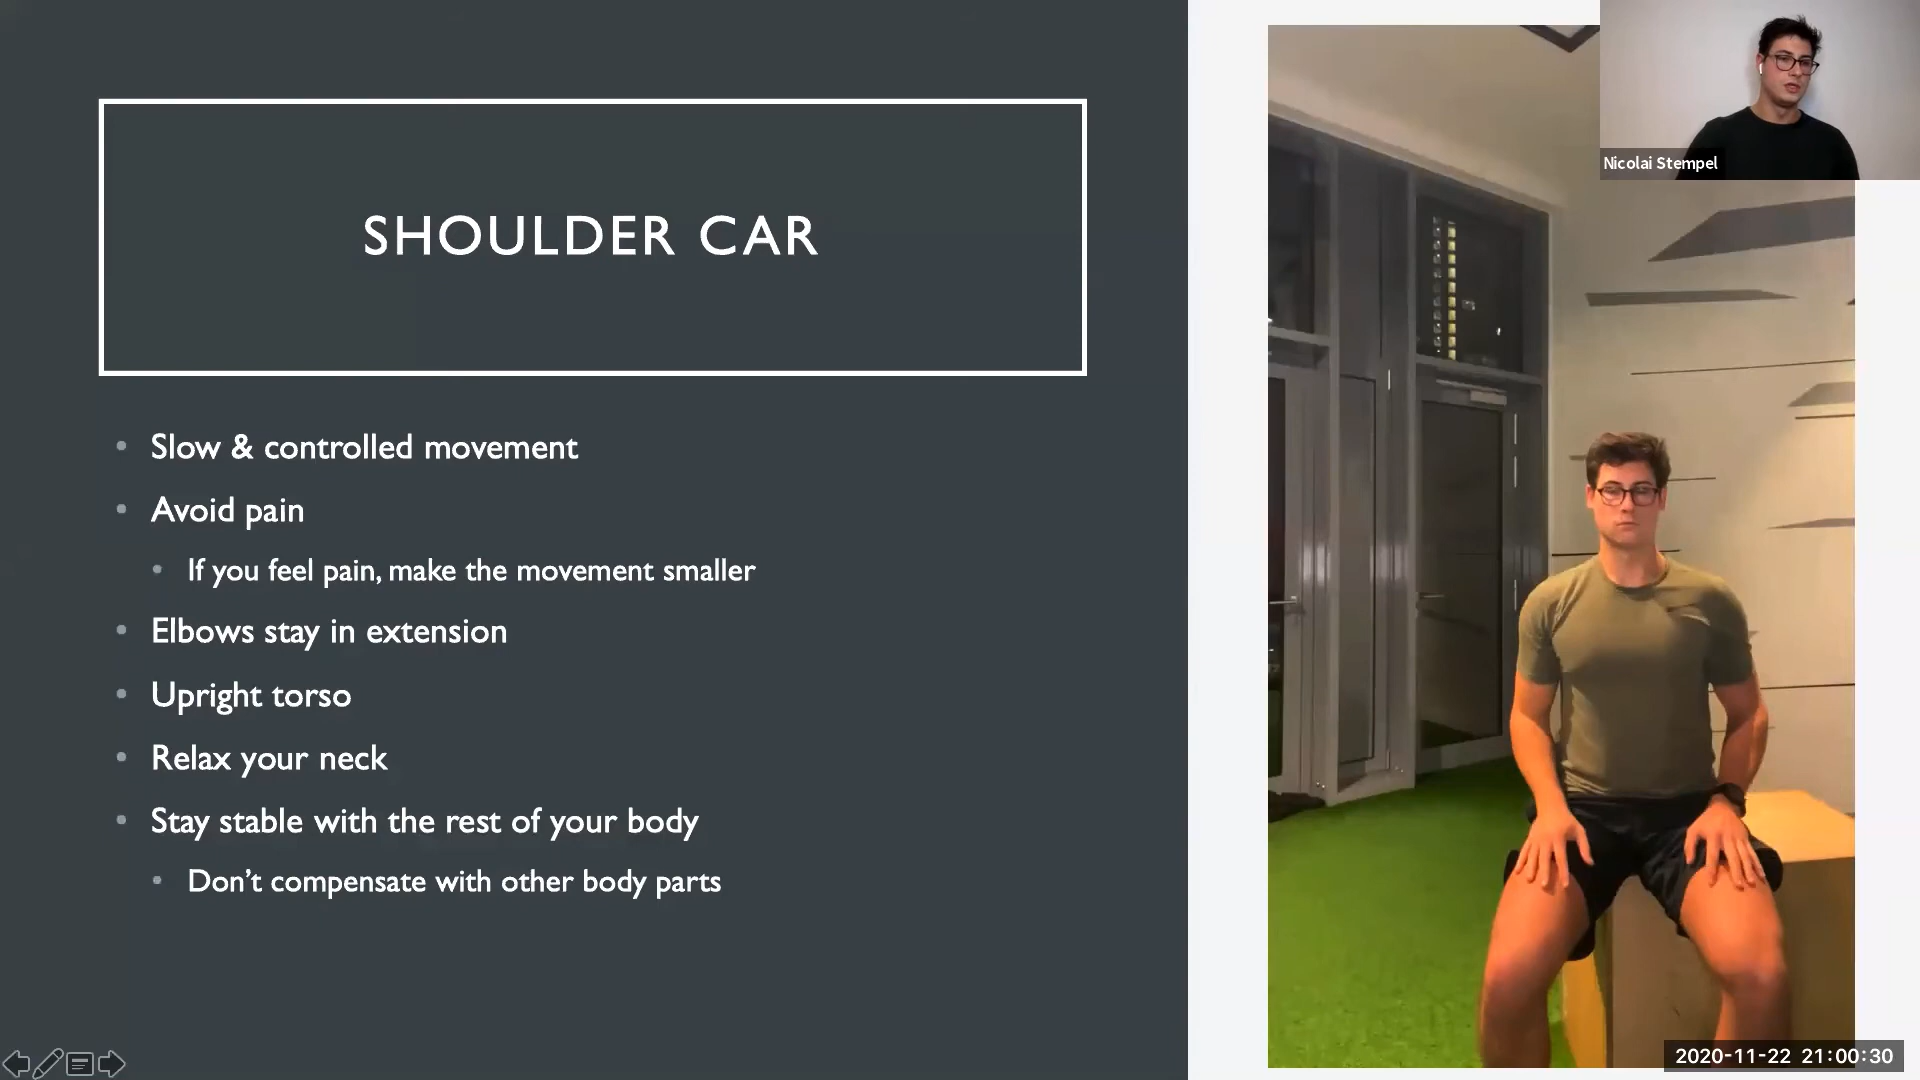 Nicolai Stempel
SHOULDER CAR
• Slow & controlled movement
• Avoid pain
• If you feel pain, make the movement smaller
• Elbows stay in extension
• Upright torso
• Relax your neck
• Stay stable with the rest of your body
• Don’t compensate with other body parts
2020-11-22 21:00:30